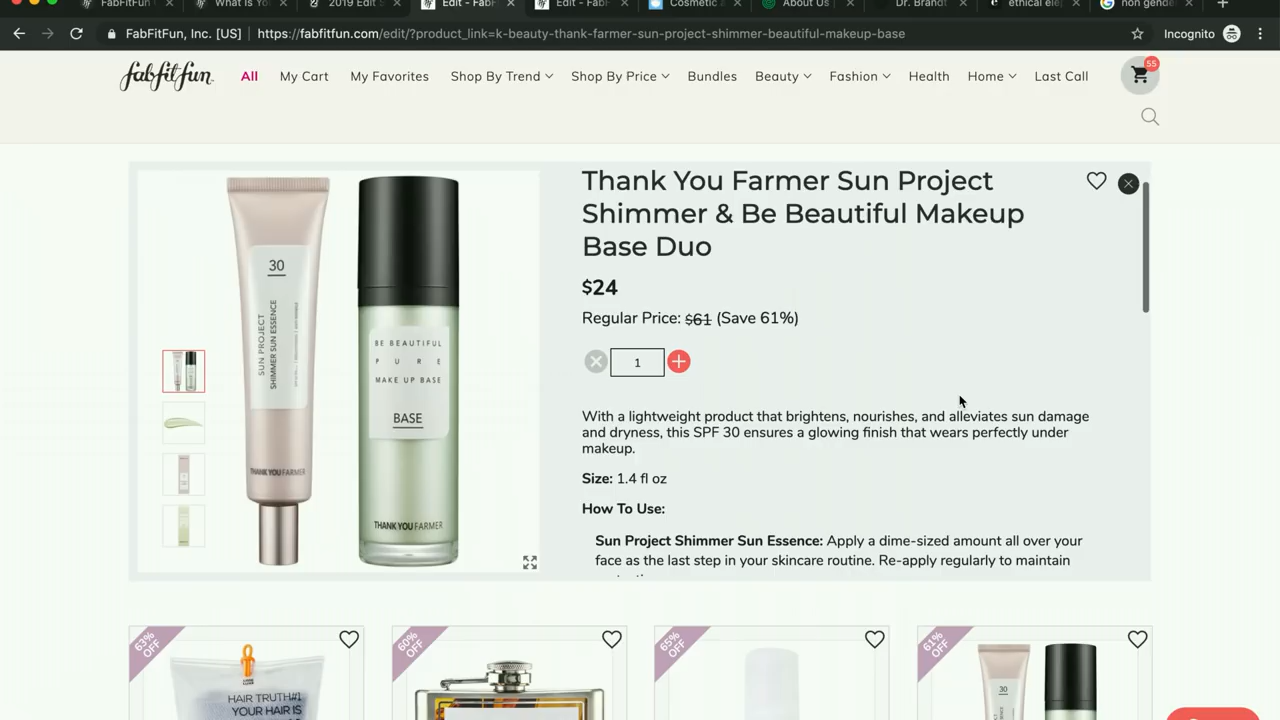 FabFitFun
What Is Yo
2019 Edit S
Edit - FabF
Edit - FabF
Cosmetic a
About Us
Dr. Brandt
ethical ele
non gende
FabFitFun, Inc. [US] https://fabfitfun.com/edit/?product_link=k-beauty-thank-farmer-sun-project-shimmer-beautiful-makeup-base
Incognito
fabfitfun
All My Cart My Favorites Shop By Trend Shop By Price Bundles Beauty Fashion Health Home Last Call
55
Thank You Farmer Sun Project
Shimmer & Be Beautiful Makeup
Base Duo
$24
Regular Price: $61 (Save 61%)
1
With a lightweight product that brightens, nourishes, and alleviates sun damage
and dryness, this SPF 30 ensures a glowing finish that wears perfectly under
makeup.
Size: 1.4 fl oz
How To Use:
Sun Project Shimmer Sun Essence: Apply a dime-sized amount all over your
face as the last step in your skincare routine. Re-apply regularly to maintain
30
SUN PROJECT
SHIMMER SUN ESSENCE
THANK YOU FARMER
BE BEAUTIFUL
PURE
MAKE UP BASE
BASE
THANK YOU FARMER
63% OFF
HAIR TRUTH#1
YOUR HAIR IS
60% OFF
65% OFF
61% OFF
30